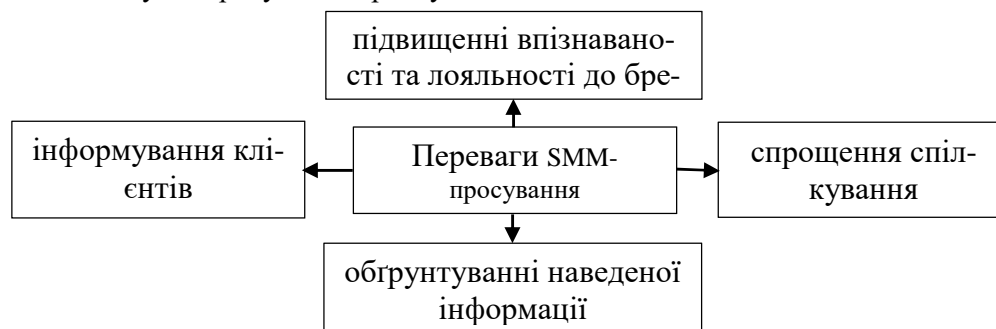 підвищенні впізнавано-
сті та лояльності до бре-
інформування клі-
єнтів
Переваги SMM-
просування
спрощення спіл-
кування
обґрунтуванні наведеної
інформації